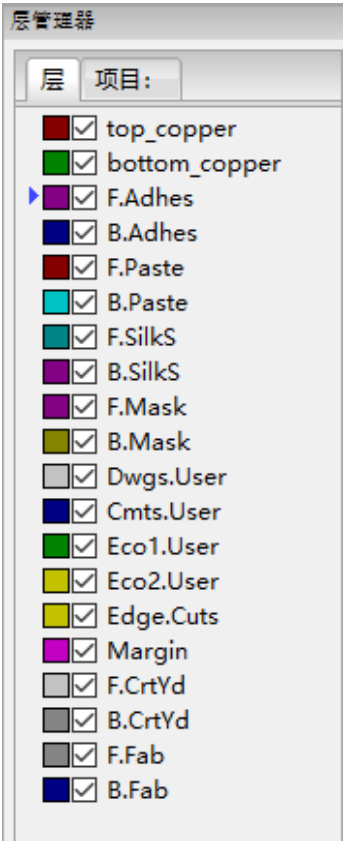 层管理器
层 项目:
top_copper
bottom_copper
F.Adhes
B.Adhes
F.Paste
B.Paste
F.SilkS
B.SilkS
F.Mask
B.Mask
Dwgs.User
Cmts.User
Eco1.User
Eco2.User
Edge.Cuts
Margin
F.CrtYd
B.CrtYd
F.Fab
B.Fab